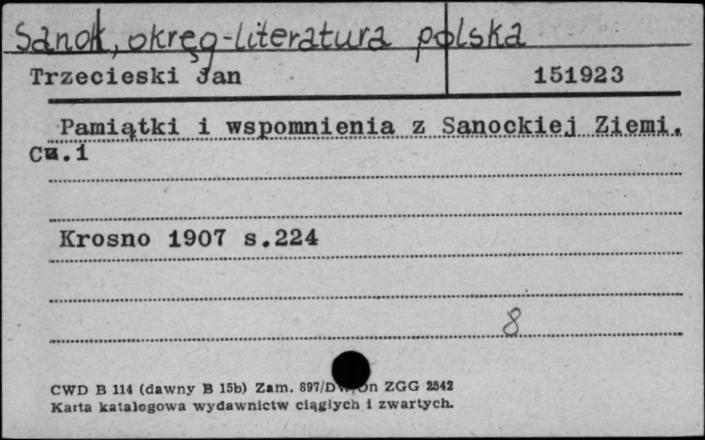 Sanok, okręg-literatura polska
Trzecieski Jan 151923
Pamiątki i wspomnienia z Sanockiej Ziemi.
Cz.1
Krosno 1907 s.224
8
CWD B 114 (dawny B 15b) Zam. 897/D n ZGG 2542
Karta katalogowa wydawnictw ciągłych i zwartych.